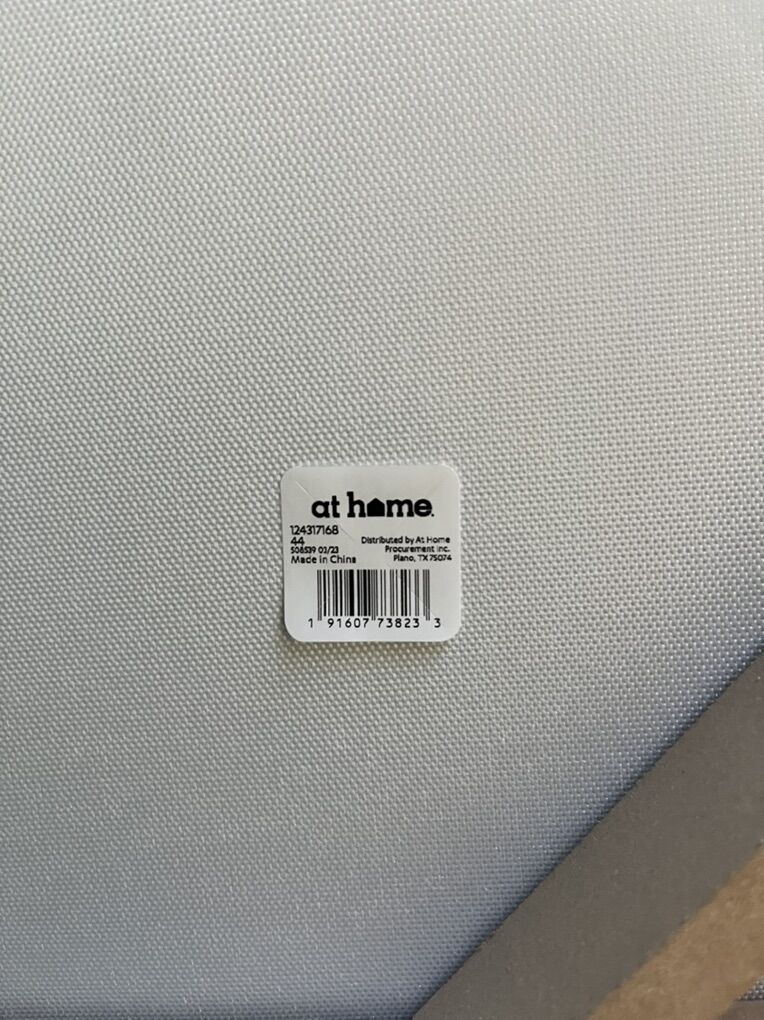 at home.
124317168
44
508539 03/23
Made in China
Distributed by At Home
Procurement Inc.
Plano, TX 75074
1 91607 73823 3